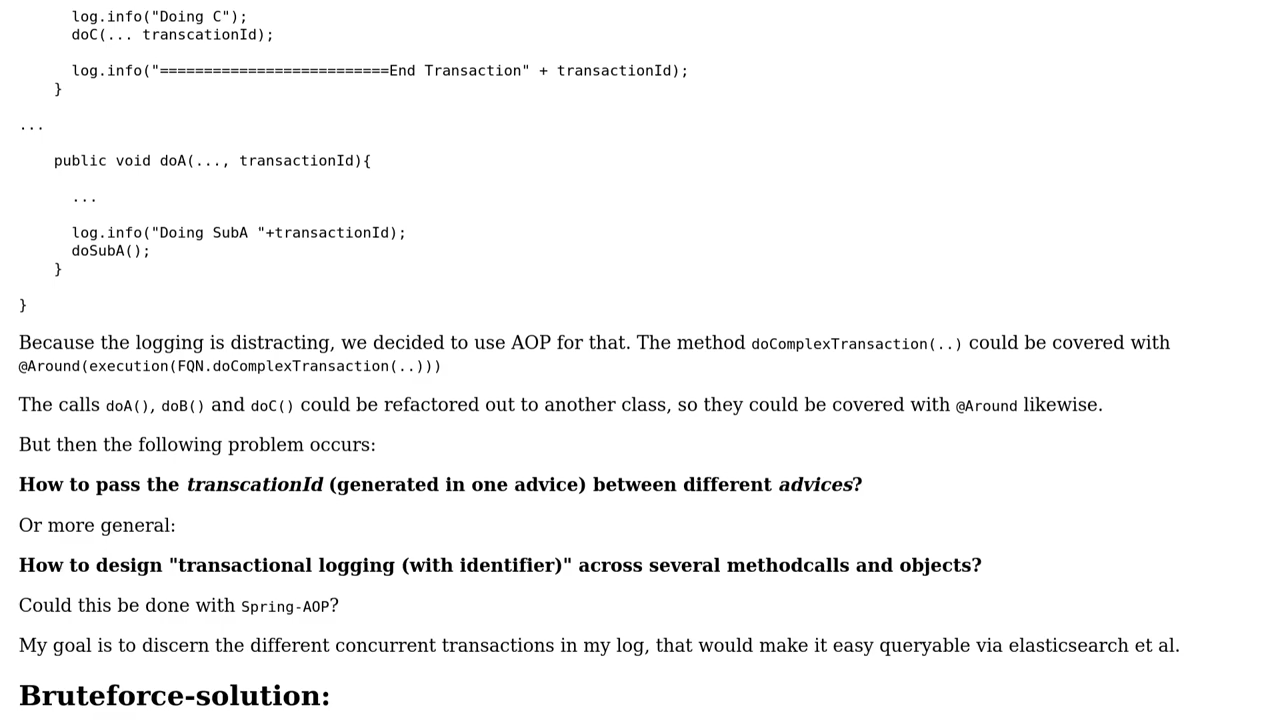 log.info("Doing C");
doC(... transcationId);
log.info("==========================End Transaction" + transactionId);
}
...
public void doA(..., transactionId){
...
log.info("Doing SubA "+transactionId);
doSubA();
}
}
Because the logging is distracting, we decided to use AOP for that. The method doComplexTransaction(..) could be covered with
@Around(execution(FQN.doComplexTransaction(..)))
The calls doA(), doB() and doC() could be refactored out to another class, so they could be covered with @Around likewise.
But then the following problem occurs:
How to pass the transcationId (generated in one advice) between different advices?
Or more general:
How to design "transactional logging (with identifier)" across several methodcalls and objects?
Could this be done with Spring-AOP?
My goal is to discern the different concurrent transactions in my log, that would make it easy queryable via elasticsearch et al.
Bruteforce-solution: